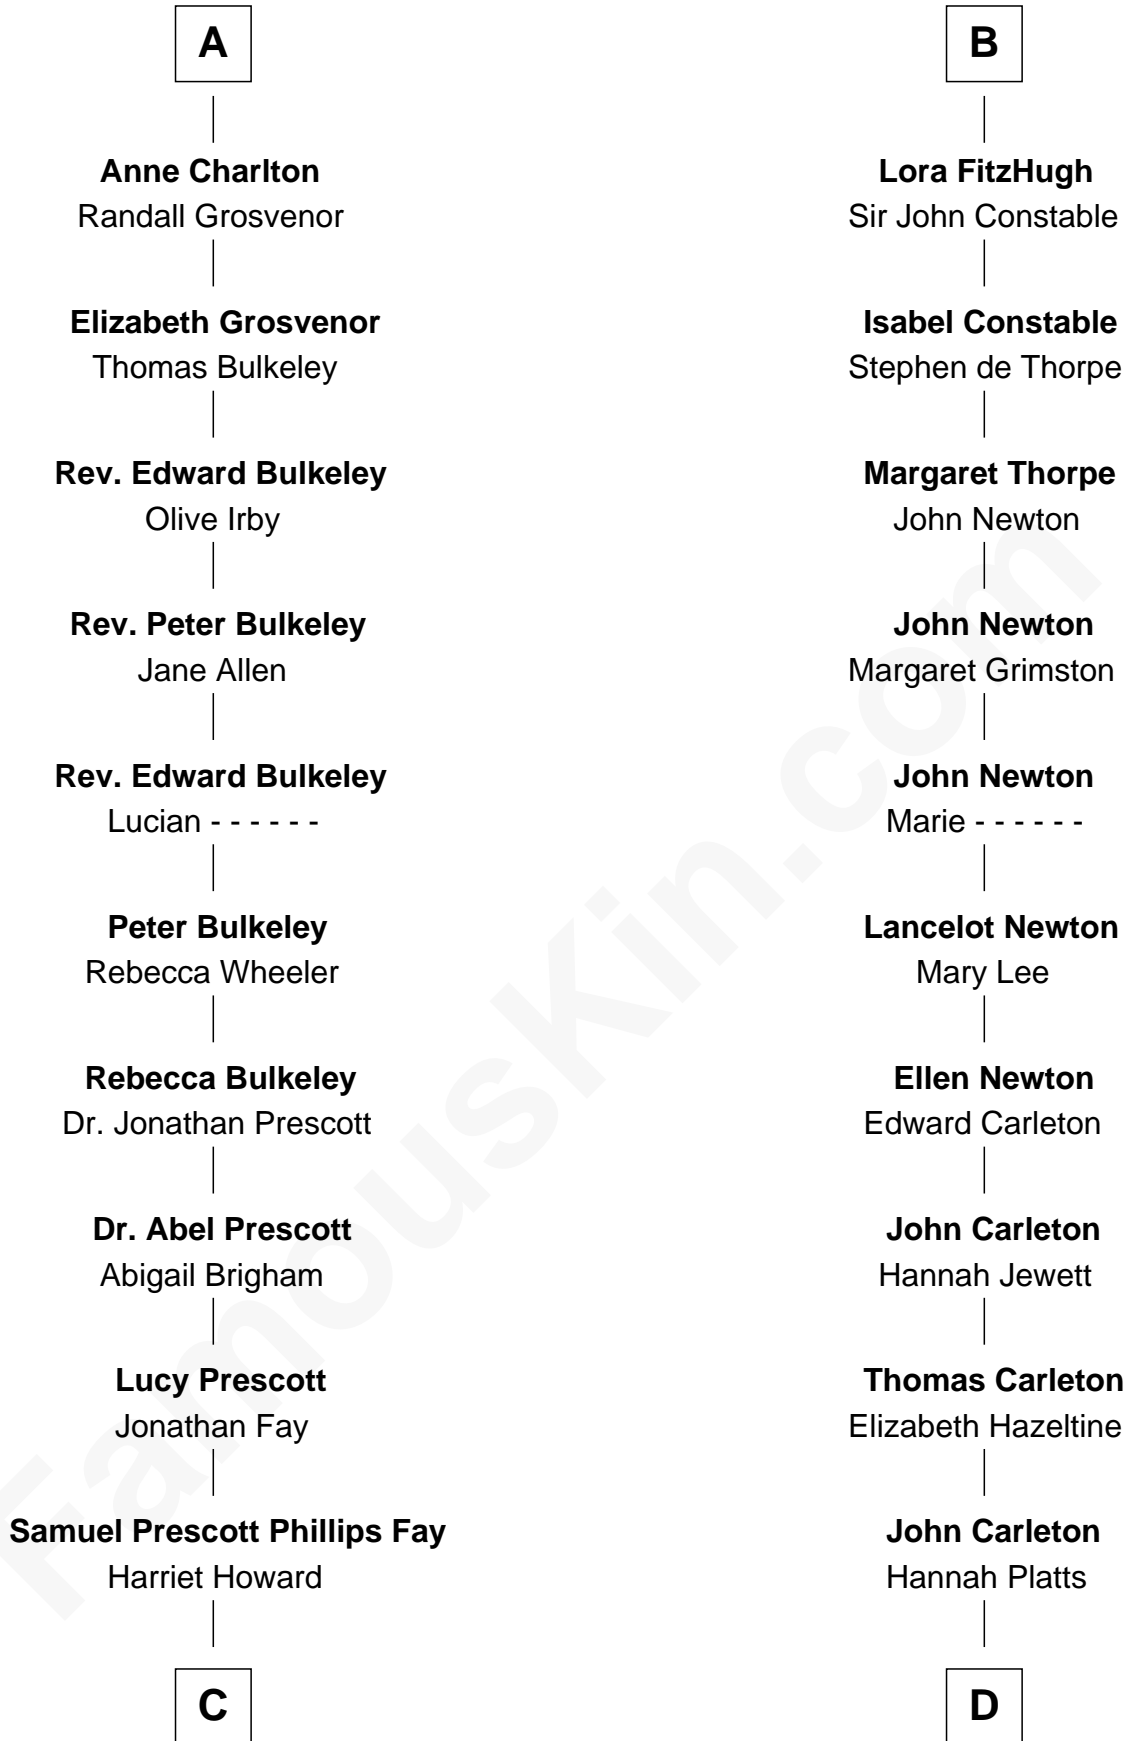 A
Anne Charlton
Randall Grosvenor
Elizabeth Grosvenor
Thomas Bulkeley
Rev. Edward Bulkeley
Olive Irby
Rev. Peter Bulkeley
Jane Allen
Rev. Edward Bulkeley
Lucian - - - - - -
Peter Bulkeley
Rebecca Wheeler
Rebecca Bulkeley
Dr. Jonathan Prescott
Dr. Abel Prescott
Abigail Brigham
Lucy Prescott
Jonathan Fay
Samuel Prescott Phillips Fay
Harriet Howard
C
B
Lora FitzHugh
Sir John Constable
Isabel Constable
Stephen de Thorpe
Margaret Thorpe
John Newton
John Newton
Margaret Grimston
John Newton
Marie - - - - - -
Lancelot Newton
Mary Lee
Ellen Newton
Edward Carleton
John Carleton
Hannah Jewett
Thomas Carleton
Elizabeth Hazeltine
John Carleton
Hannah Platts
D
FamousKin.com